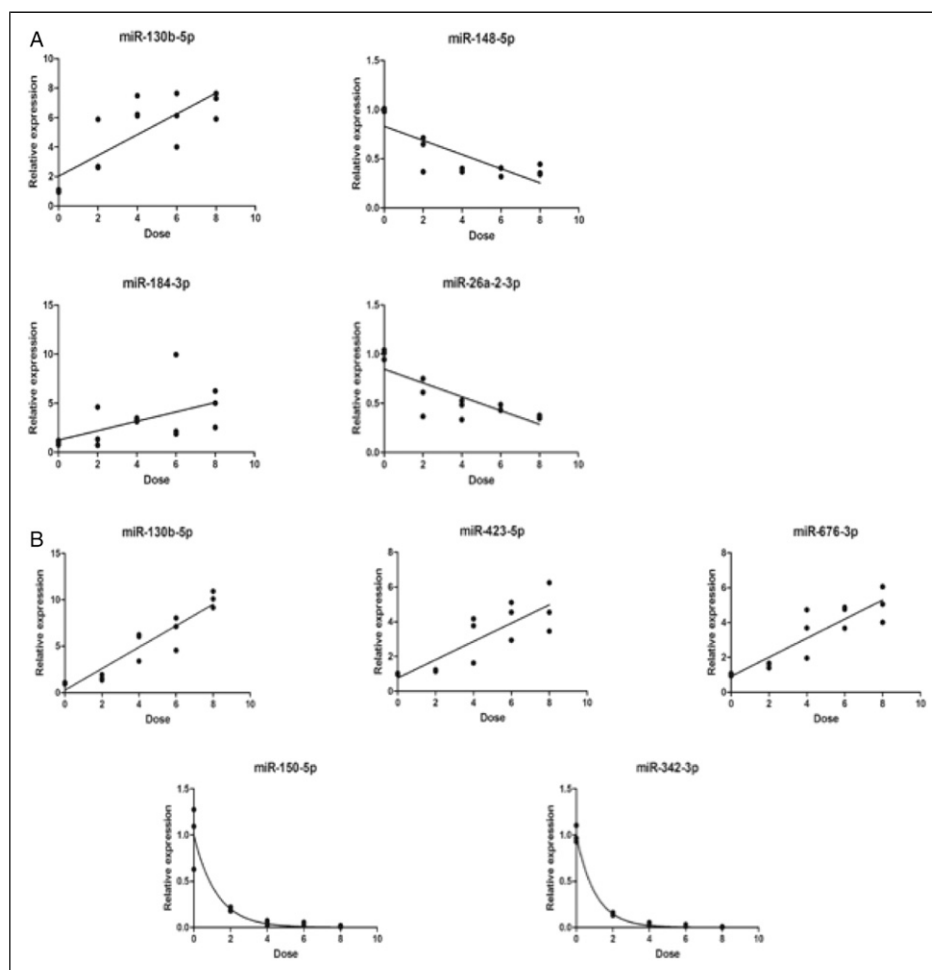 A
miR-130b-5p
Relative expression
10
8
6
4
2
0
0 2 4 6 8 10
Dose
miR-148-5p
Relative expression
1.5
1.0
0.5
0.0
0 2 4 6 8 10
Dose
miR-184-3p
Relative expression
15
10
5
0
0 2 4 6 8 10
Dose
miR-26a-2-3p
Relative expression
1.5
1.0
0.5
0.0
0 2 4 6 8 10
Dose
B
miR-130b-5p
Relative expression
15
10
5
0
0 2 4 6 8 10
Dose
miR-423-5p
Relative expression
8
6
4
2
0
0 2 4 6 8 10
Dose
miR-676-3p
Relative expression
8
6
4
2
0
0 2 4 6 8 10
Dose
miR-150-5p
Relative expression
1.5
1.0
0.5
0.0
0 2 4 6 8 10
Dose
miR-342-3p
Relative expression
1.5
1.0
0.5
0.0
0 2 4 6 8 10
Dose